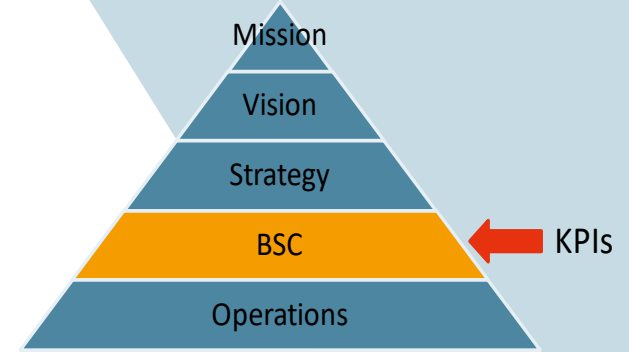 Mission
Vision
Strategy
BSC
KPIs
Operations